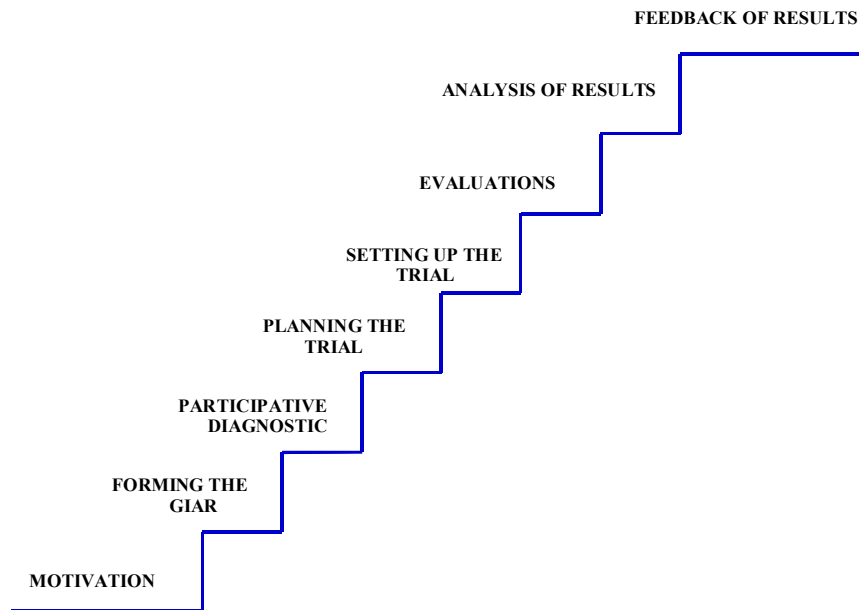 FEEDBACK OF RESULTS
ANALYSIS OF RESULTS
EVALUATIONS
SETTING UP THE
TRIAL
PLANNING THE
TRIAL
PARTICIPATIVE
DIAGNOSTIC
FORMING THE
GIAR
MOTIVATION